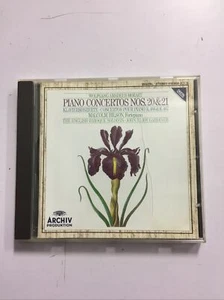 WOLFGANG AMADEUS MOZART
PIANO CONCERTOS NOS. 20 & 21
MALCOLM BILSON, Fortepiano
THE ENGLISH BAROQUE SOLOISTS · JOHN ELIOT GARDINER
ARCHIV
PRODUKTION